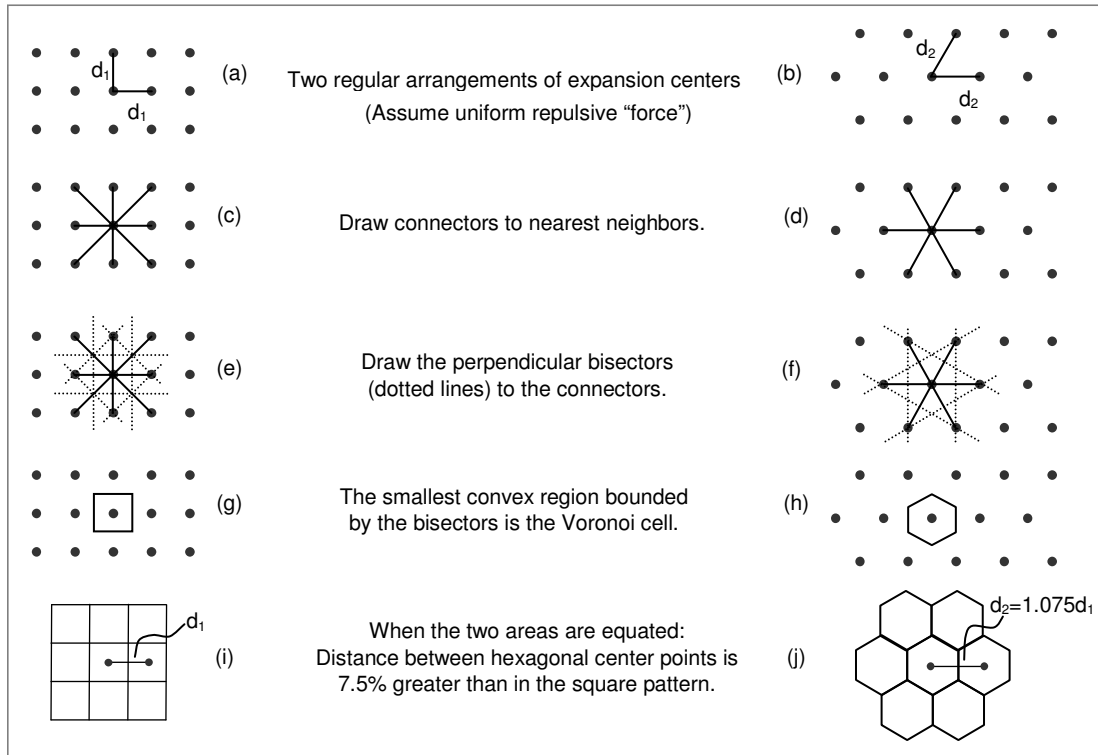 d₁
d₁
(a)
Two regular arrangements of expansion centers
(Assume uniform repulsive “force”)
(b)
d₂
d₂
(c)
Draw connectors to nearest neighbors.
(d)
(e)
Draw the perpendicular bisectors
(dotted lines) to the connectors.
(f)
(g)
The smallest convex region bounded
by the bisectors is the Voronoi cell.
(h)
d₁
(i)
When the two areas are equated:
Distance between hexagonal center points is
7.5% greater than in the square pattern.
(j)
d₂=1.075d₁